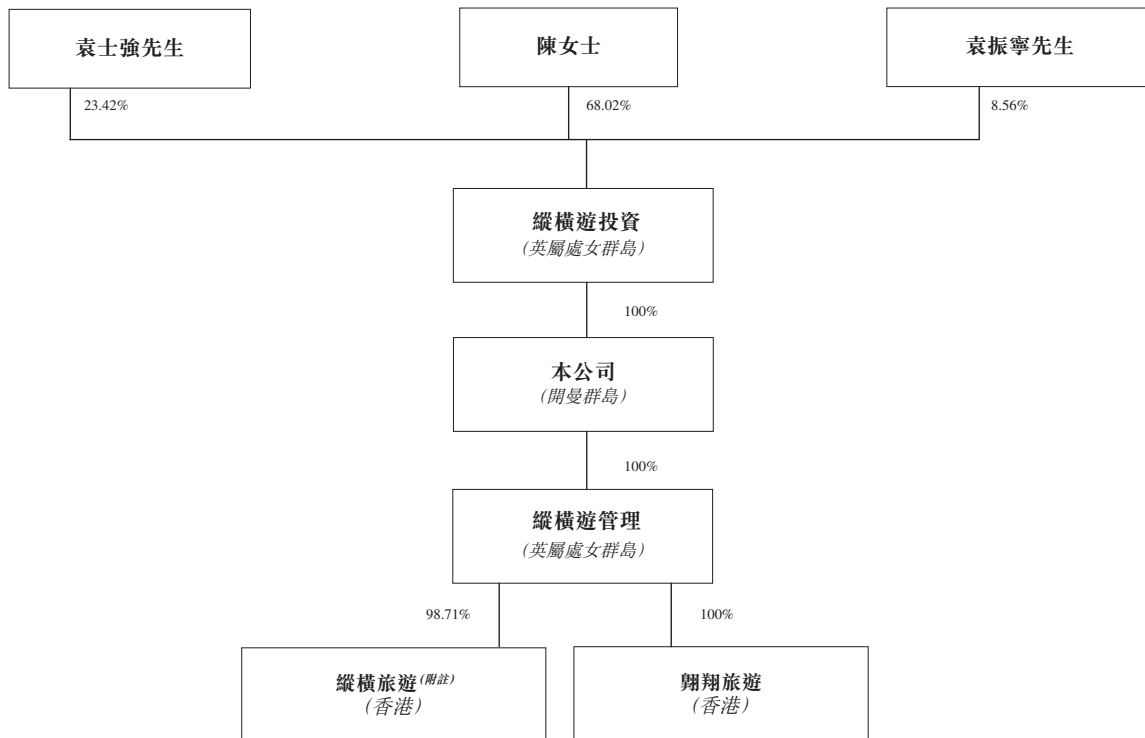 袁士強先生
陳女士
袁振寧先生
23.42%
68.02%
8.56%
縱橫遊投資
(英屬處女群島)
100%
本公司
(開曼群島)
100%
縱橫遊管理
(英屬處女群島)
98.71%
100%
縱橫旅遊(附註)
(香港)
翱翔旅遊
(香港)